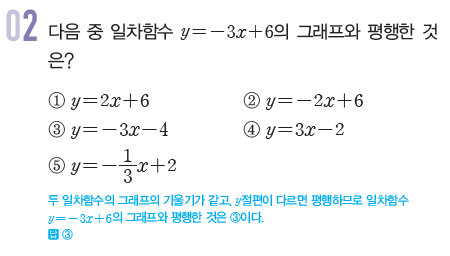 02 다음 중 일차함수 y=-3x+6의 그래프와 평행한 것
은?
① y=2x+6 ② y=-2x+6
③ y=-3x-4 ④ y=3x-2
⑤ y=-1/3x+2
두 일차함수의 그래프의 기울기가 같고, y절편이 다르면 평행하므로 일차함수
y=-3x+6의 그래프와 평행한 것은 ③이다.
답 ③